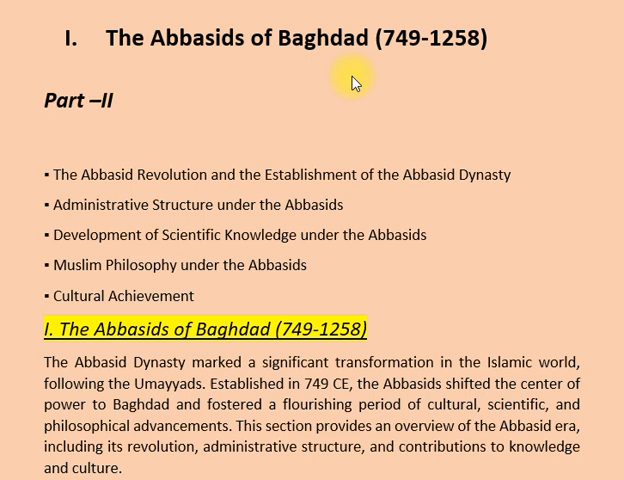 I. The Abbasids of Baghdad (749-1258)
Part –II
▪ The Abbasid Revolution and the Establishment of the Abbasid Dynasty
▪ Administrative Structure under the Abbasids
▪ Development of Scientific Knowledge under the Abbasids
▪ Muslim Philosophy under the Abbasids
▪ Cultural Achievement
I. The Abbasids of Baghdad (749-1258)
The Abbasid Dynasty marked a significant transformation in the Islamic world,
following the Umayyads. Established in 749 CE, the Abbasids shifted the center of
power to Baghdad and fostered a flourishing period of cultural, scientific, and
philosophical advancements. This section provides an overview of the Abbasid era,
including its revolution, administrative structure, and contributions to knowledge
and culture.